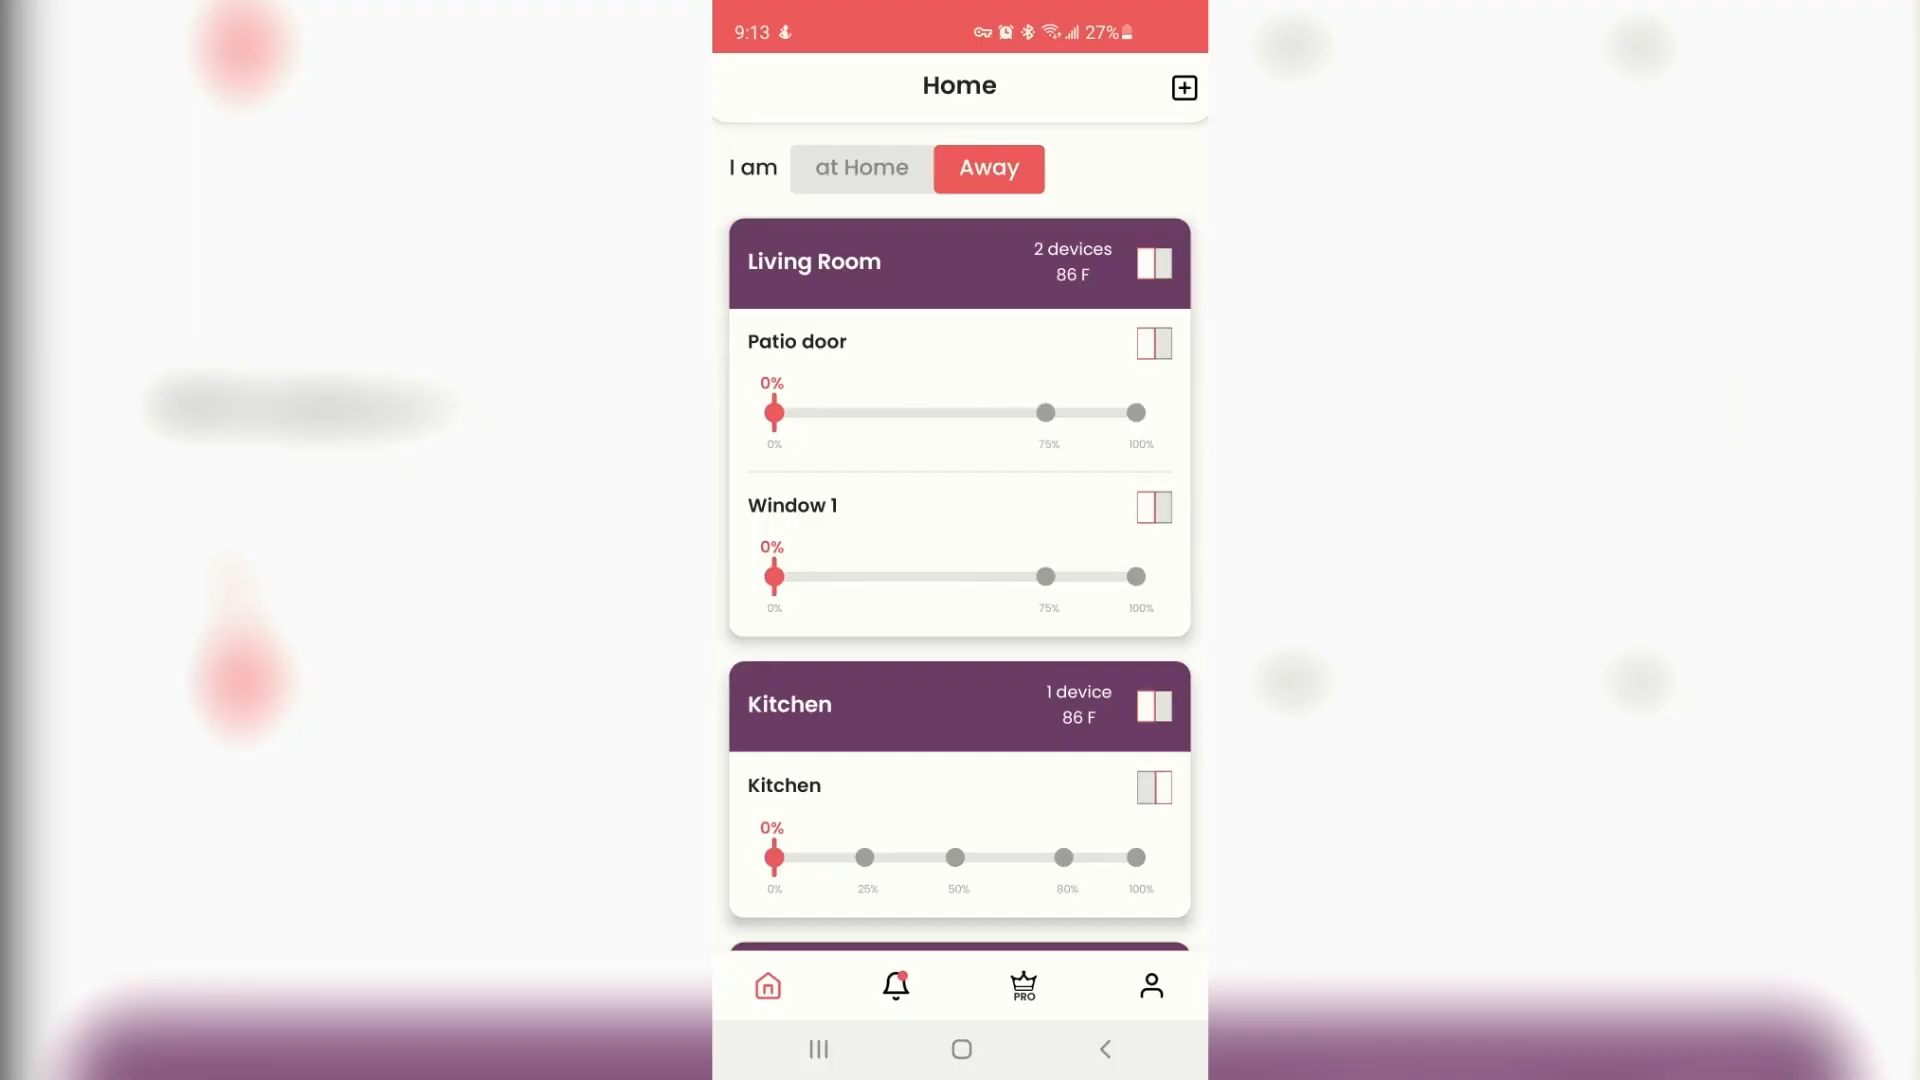 9:13 27%
Home
I am at Home Away
Living Room
2 devices
86 F
Patio door
0%
0% 75% 100%
Window 1
0%
0% 75% 100%
Kitchen
1 device
86 F
Kitchen
0%
0% 25% 50% 80% 100%
PRO